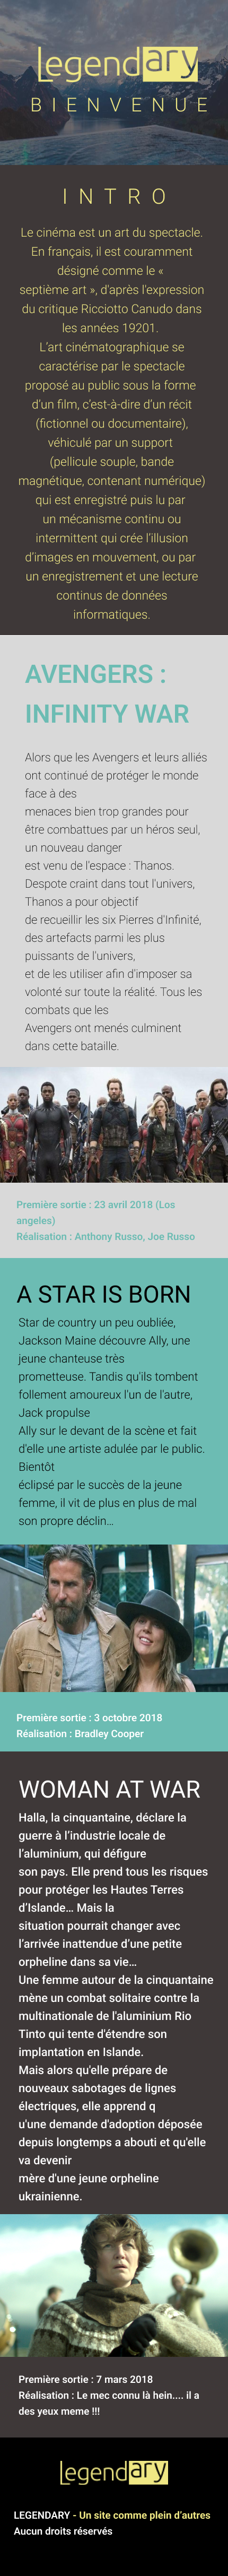 Legendary
BIENVENUE
INTRO
Le cinéma est un art du spectacle.
En français, il est couramment
désigné comme le «
septième art », d'après l'expression
du critique Ricciotto Canudo dans
les années 19201.
L'art cinématographique se
caractérise par le spectacle
proposé au public sous la forme
d'un film, c'est-à-dire d'un récit
(fictionnel ou documentaire),
véhiculé par un support
(pellicule souple, bande
magnétique, contenant numérique)
qui est enregistré puis lu par
un mécanisme continu ou
intermittent qui crée l'illusion
d'images en mouvement, ou par
un enregistrement et une lecture
continus de données
informatiques.
AVENGERS :
INFINITY WAR
Alors que les Avengers et leurs alliés
ont continué de protéger le monde
face à des
menaces bien trop grandes pour
être combattues par un héros seul,
un nouveau danger
est venu de l'espace : Thanos.
Despote craint dans tout l'univers,
Thanos a pour objectif
de recueillir les six Pierres d'Infinité,
des artefacts parmi les plus
puissants de l'univers,
et de les utiliser afin d'imposer sa
volonté sur toute la réalité. Tous les
combats que les
Avengers ont menés culminent
dans cette bataille.
Première sortie : 23 avril 2018 (Los
angeles)
Réalisation : Anthony Russo, Joe Russo
A STAR IS BORN
Star de country un peu oubliée,
Jackson Maine découvre Ally, une
jeune chanteuse très
prometteuse. Tandis qu'ils tombent
follement amoureux l'un de l'autre,
Jack propulse
Ally sur le devant de la scène et fait
d'elle une artiste adulée par le public.
Bientôt
éclipsé par le succès de la jeune
femme, il vit de plus en plus de mal
son propre déclin…
Première sortie : 3 octobre 2018
Réalisation : Bradley Cooper
WOMAN AT WAR
Halla, la cinquantaine, déclare la
guerre à l'industrie locale de
l'aluminium, qui défigure
son pays. Elle prend tous les risques
pour protéger les Hautes Terres
d'Islande… Mais la
situation pourrait changer avec
l'arrivée inattendue d'une petite
orpheline dans sa vie…
Une femme autour de la cinquantaine
mène un combat solitaire contre la
multinationale de l'aluminium Rio
Tinto qui tente d'étendre son
implantation en Islande.
Mais alors qu'elle prépare de
nouveaux sabotages de lignes
électriques, elle apprend q
u'une demande d'adoption déposée
depuis longtemps a abouti et qu'elle
va devenir
mère d'une jeune orpheline
ukrainienne.
Première sortie : 7 mars 2018
Réalisation : Le mec connu là hein.... il a
des yeux meme !!!
Legendary
LEGENDARY - Un site comme plein d'autres
Aucun droits réservés